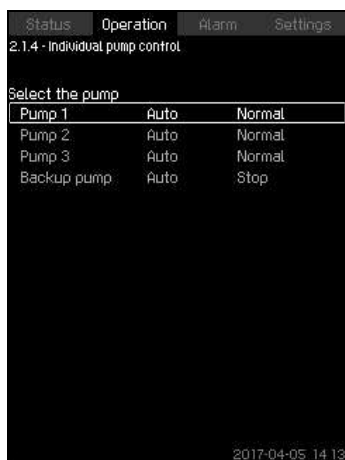 Status Operation Alarm Settings
2.1.4 - Individual pump control
Select the pump
Pump 1 Auto Normal
Pump 2 Auto Normal
Pump 3 Auto Normal
Backup pump Auto Stop
2017-04-05 14:13